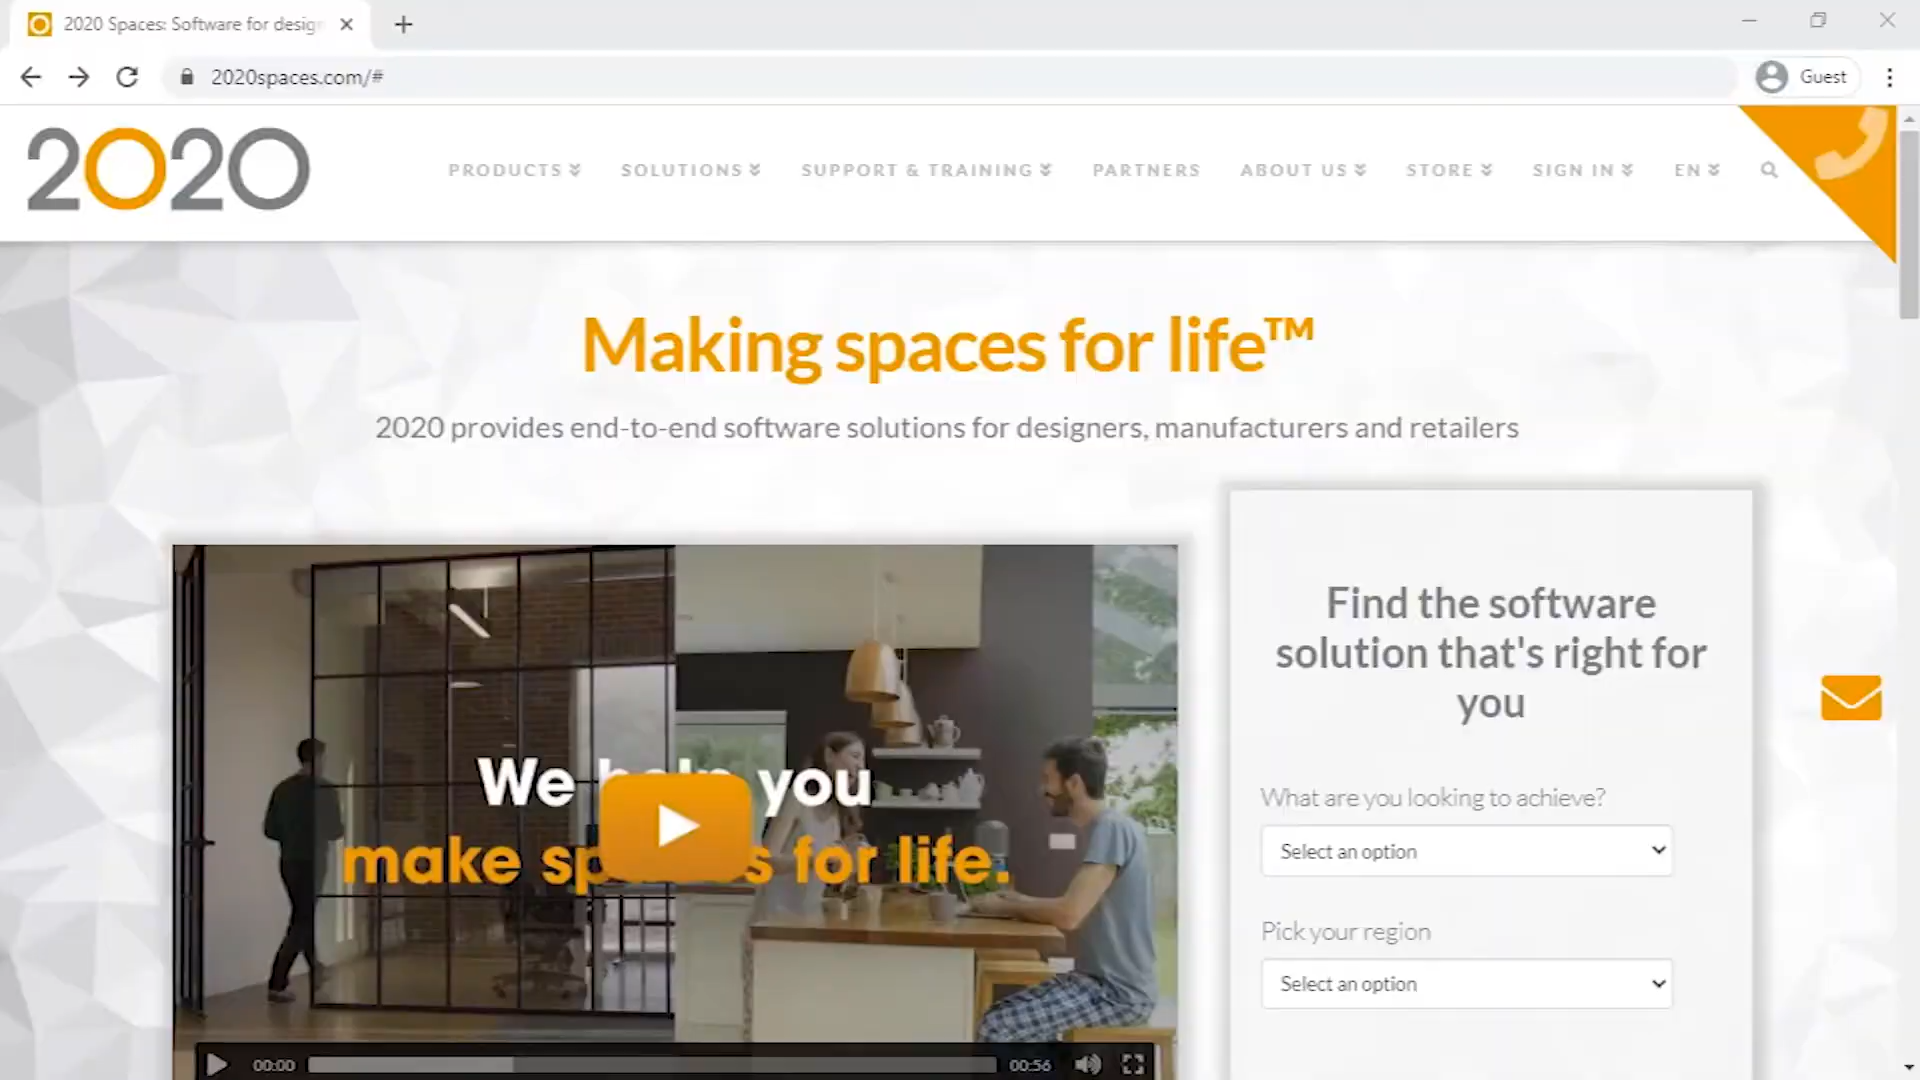 2020 Spaces: Software for design
2020spaces.com/#
Guest
2020
PRODUCTS
SOLUTIONS
SUPPORT & TRAINING
PARTNERS
ABOUT US
STORE
SIGN IN
EN
Making spaces for life™
2020 provides end-to-end software solutions for designers, manufacturers and retailers
We help you
make spaces for life.
00:00
00:56
Find the software
solution that's right for
you
What are you looking to achieve?
Select an option
Pick your region
Select an option